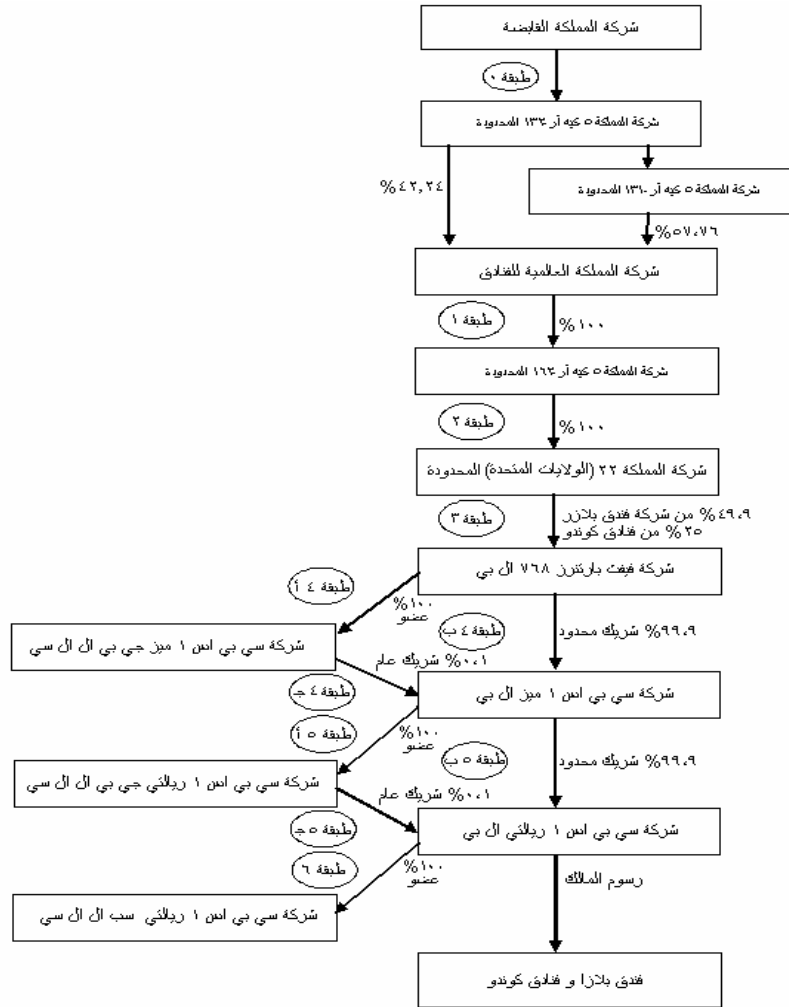 شركة المملكة القابضة
طبقة ٠
شركة المملكة ٥ كيه آر ١٣٢ المحدودة
%٤٢,٢٤
شركة المملكة ٥ كيه آر ١٣١ المحدودة
%٥٧,٧٦
شركة المملكة العالمية للفنادق
طبقة ١
%١٠٠
شركة المملكة ٥ كيه آر ١٦٢ المحدودة
طبقة ٢
%١٠٠
شركة المملكة ٢٢ (الولايات المتحدة) المحدودة
طبقة ٣
%٤٩,٩ من شركة فندق بلازر
%٢٥ من فنادق كوندو
شركة فيفت بارتنرز ٧٦٨ ال بي
طبقة ٤ أ
%١٠٠
عضو
طبقة ٤ ب
%٩٩,٩ شريك محدود
شركة سي بي اس ١ ميز جي بي ال ال سي
%٠,١ شريك عام
طبقة ٤ ج
شركة سي بي اس ١ ميز ال بي
طبقة ٥ أ
%١٠٠
عضو
طبقة ٥ ب
%٩٩,٩ شريك محدود
شركة سي بي اس ١ ريالتي جي بي ال ال سي
%٠,١ شريك عام
طبقة ٥ ج
شركة سي بي اس ١ ريالتي ال بي
طبقة ٦
%١٠٠
عضو
رسوم المالك
شركة سي بي اس ١ ريالتي سب ال ال سي
فندق بلازا و فنادق كوندو